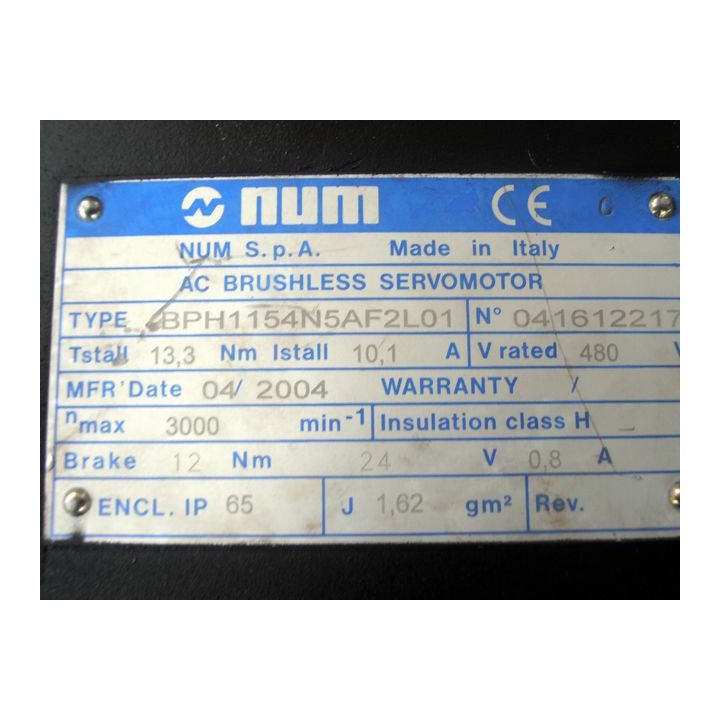 num CE
NUM S.p.A. Made in Italy
AC BRUSHLESS SERVOMOTOR
TYPE BPH1154N5AF2L01 N° 041612217
Tstall 13,3 Nm Istall 10,1 A V rated 480 V
MFR'Date 04/ 2004 WARRANTY /
nmax 3000 min-1 Insulation class H
Brake 12 Nm 24 V 0,8 A
ENCL. IP 65 J 1,62 gm² Rev.